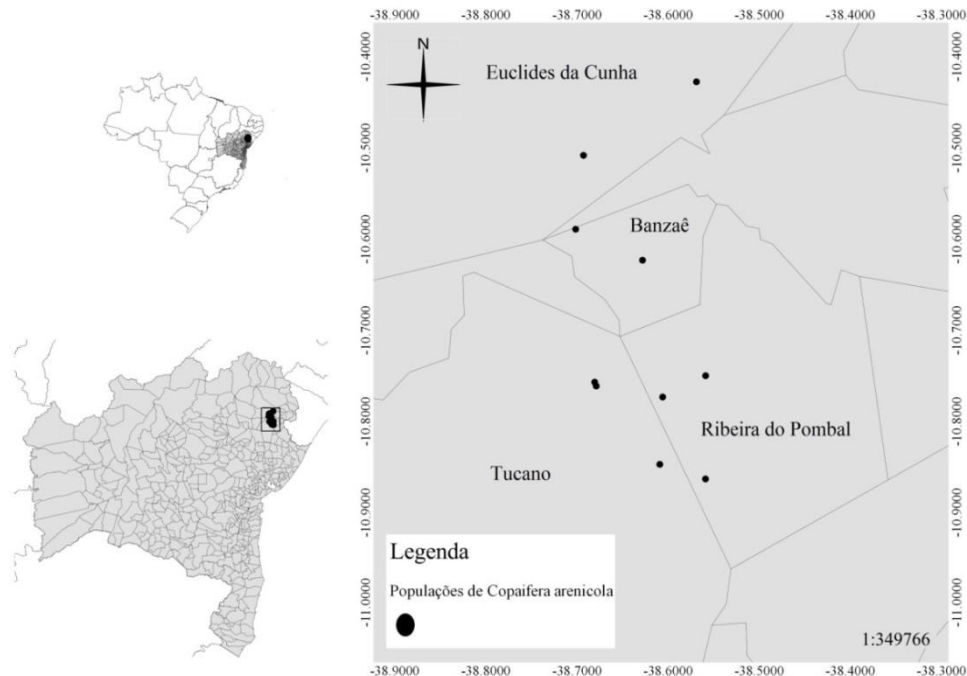 -38.9000 -38.8000 -38.7000 -38.6000 -38.5000 -38.4000 -38.3000
N
Euclides da Cunha
Banzaê
Ribeira do Pombal
Tucano
Legenda
Populações de Copaifera arenicola
1:349766
-10.4000
-10.5000
-10.6000
-10.7000
-10.8000
-10.9000
-11.0000
-10.4000
-10.5000
-10.6000
-10.7000
-10.8000
-10.9000
-11.0000
-38.9000 -38.8000 -38.7000 -38.6000 -38.5000 -38.4000 -38.3000